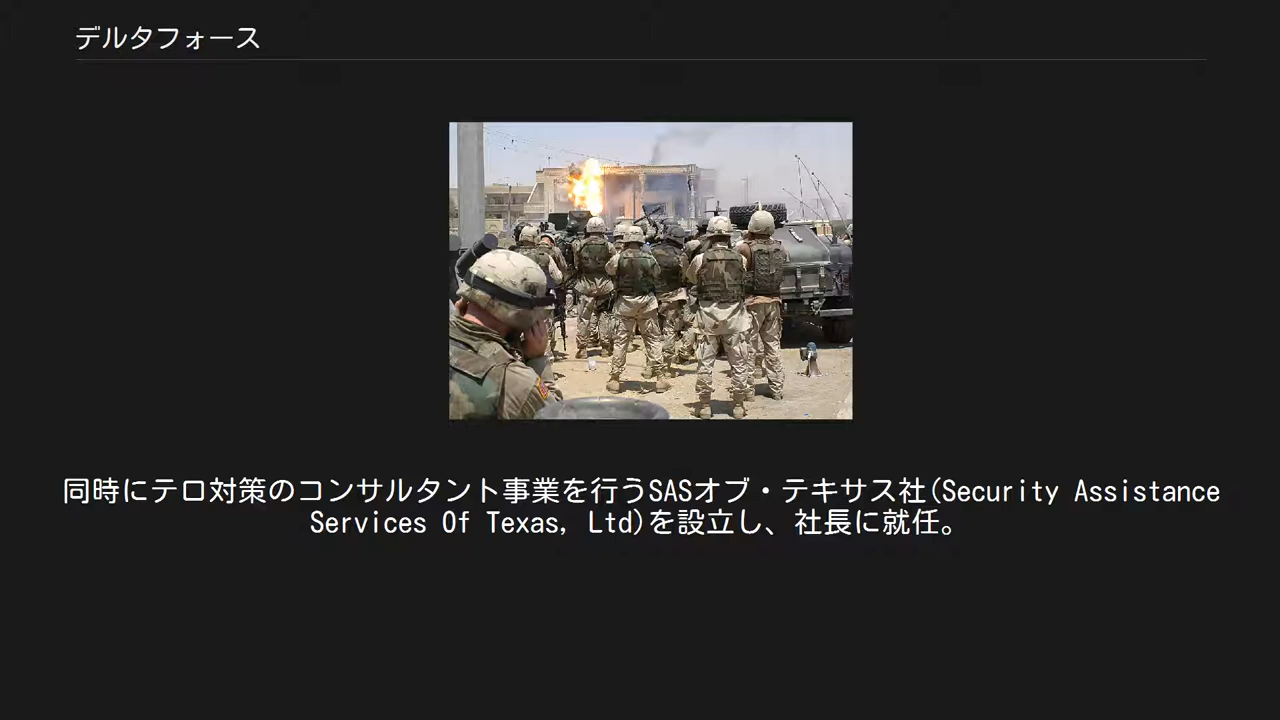 デルタフォース
同時にテロ対策のコンサルタント事業を行うSASオブ・テキサス社(Security Assistance
Services Of Texas, Ltd)を設立し、社長に就任。